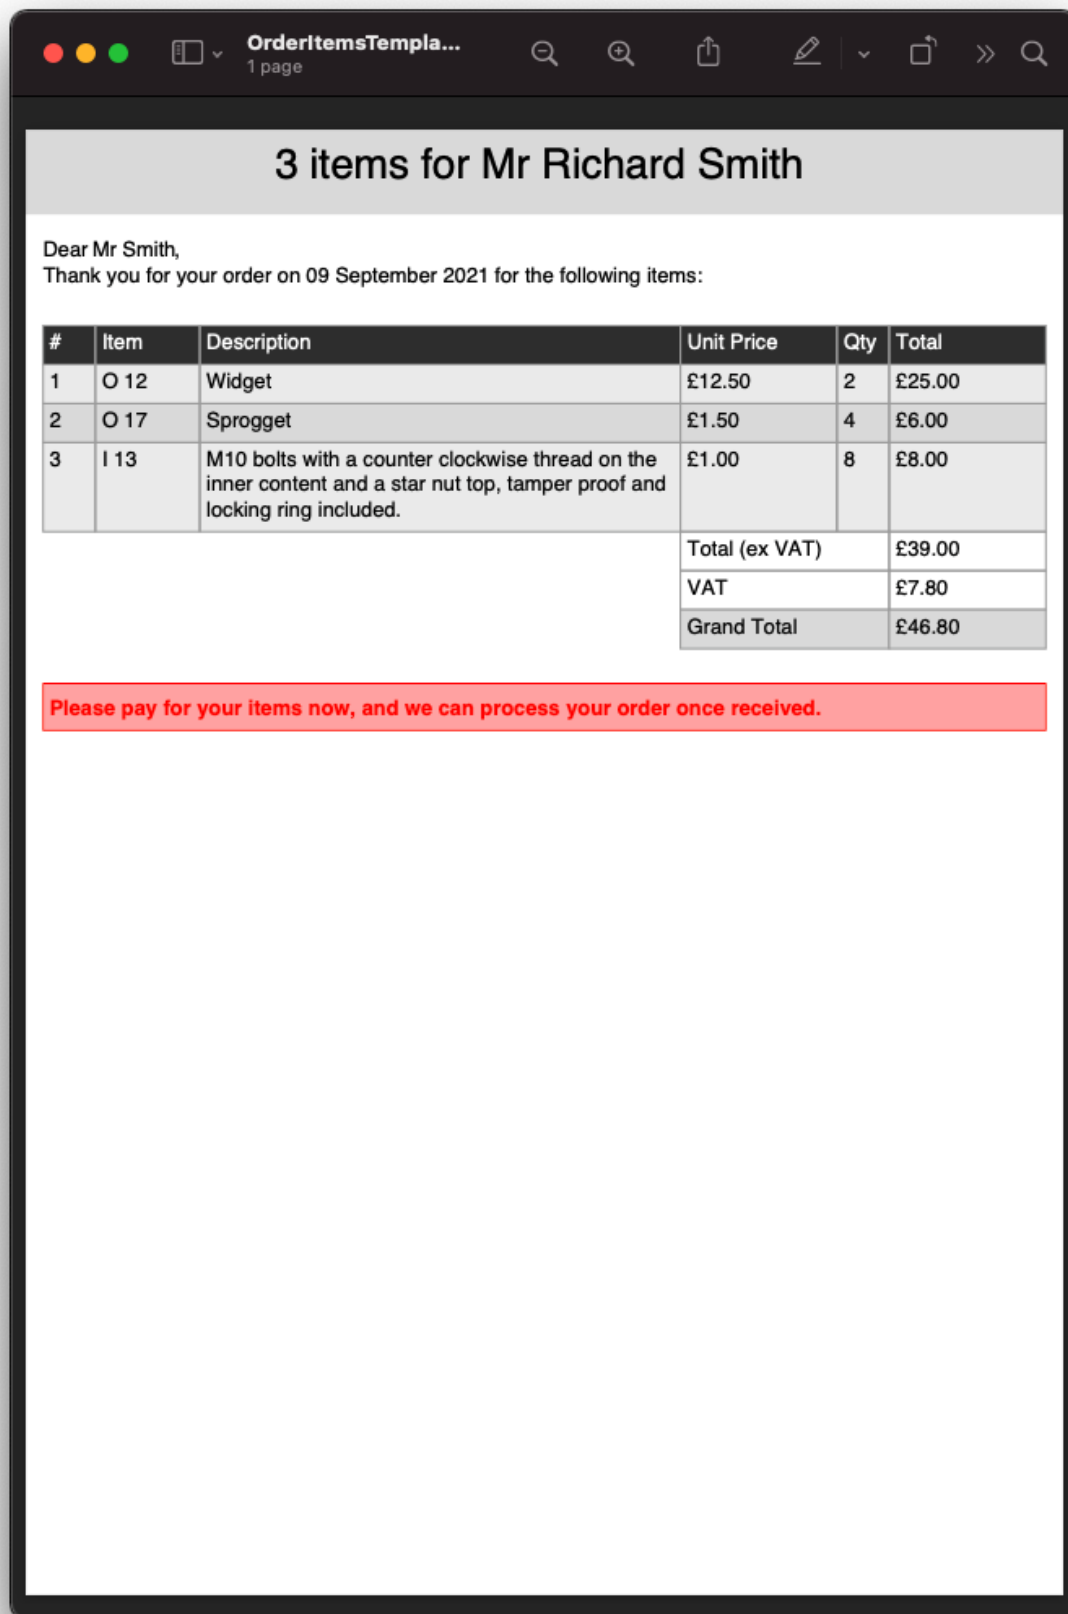 OrderItemsTempla...
1 page
3 items for Mr Richard Smith
Dear Mr Smith,
Thank you for your order on 09 September 2021 for the following items:
# Item Description Unit Price Qty Total
1 O 12 Widget £12.50 2 £25.00
2 O 17 Sprogget £1.50 4 £6.00
3 I 13 M10 bolts with a counter clockwise thread on the £1.00 8 £8.00
inner content and a star nut top, tamper proof and
locking ring included.
Total (ex VAT) £39.00
VAT £7.80
Grand Total £46.80
Please pay for your items now, and we can process your order once received.